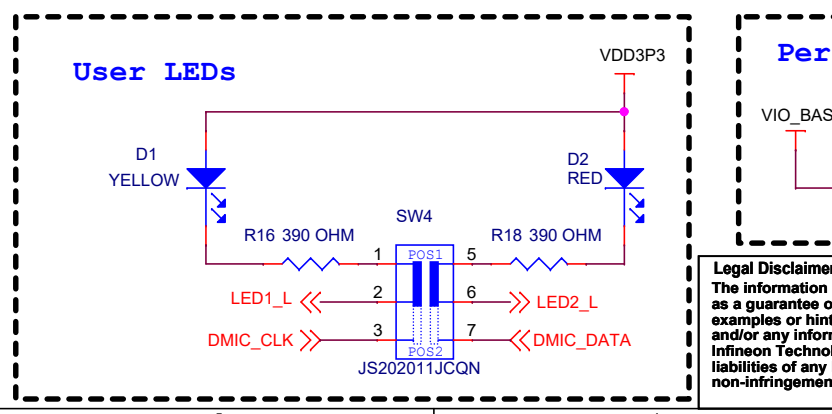 User LEDs
VDD3P3
D1
YELLOW
D2
RED
SW4
R16 390 OHM
R18 390 OHM
1
POS1
5
LED1_L
2
6
LED2_L
DMIC_CLK
3
7
DMIC_DATA
POS2
JS202011JCQN
Per
VIO_BAS
Legal Disclaimer
The information
as a guarantee o
examples or hint
and/or any inform
Infineon Technol
liabilities of any
non-infringemen